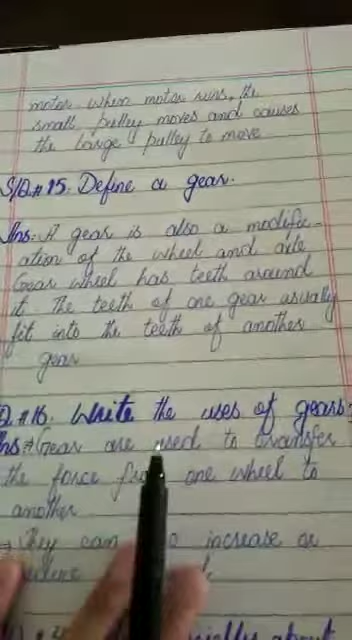 motor. when motor runs, the
small pulley moves and causes
the large pulley to move
S/Q.# 15. Define a gear.
Ans:- A gear is also a modific-
ation of the wheel and axle
Gear wheel has teeth around
it. The teeth of one gear usually
fit into the teeth of another
gear
Q.# 16. Write the uses of gears:
Ans:→ Gear are used to transfer
the force from one wheel to
another
→ They can increase or
about